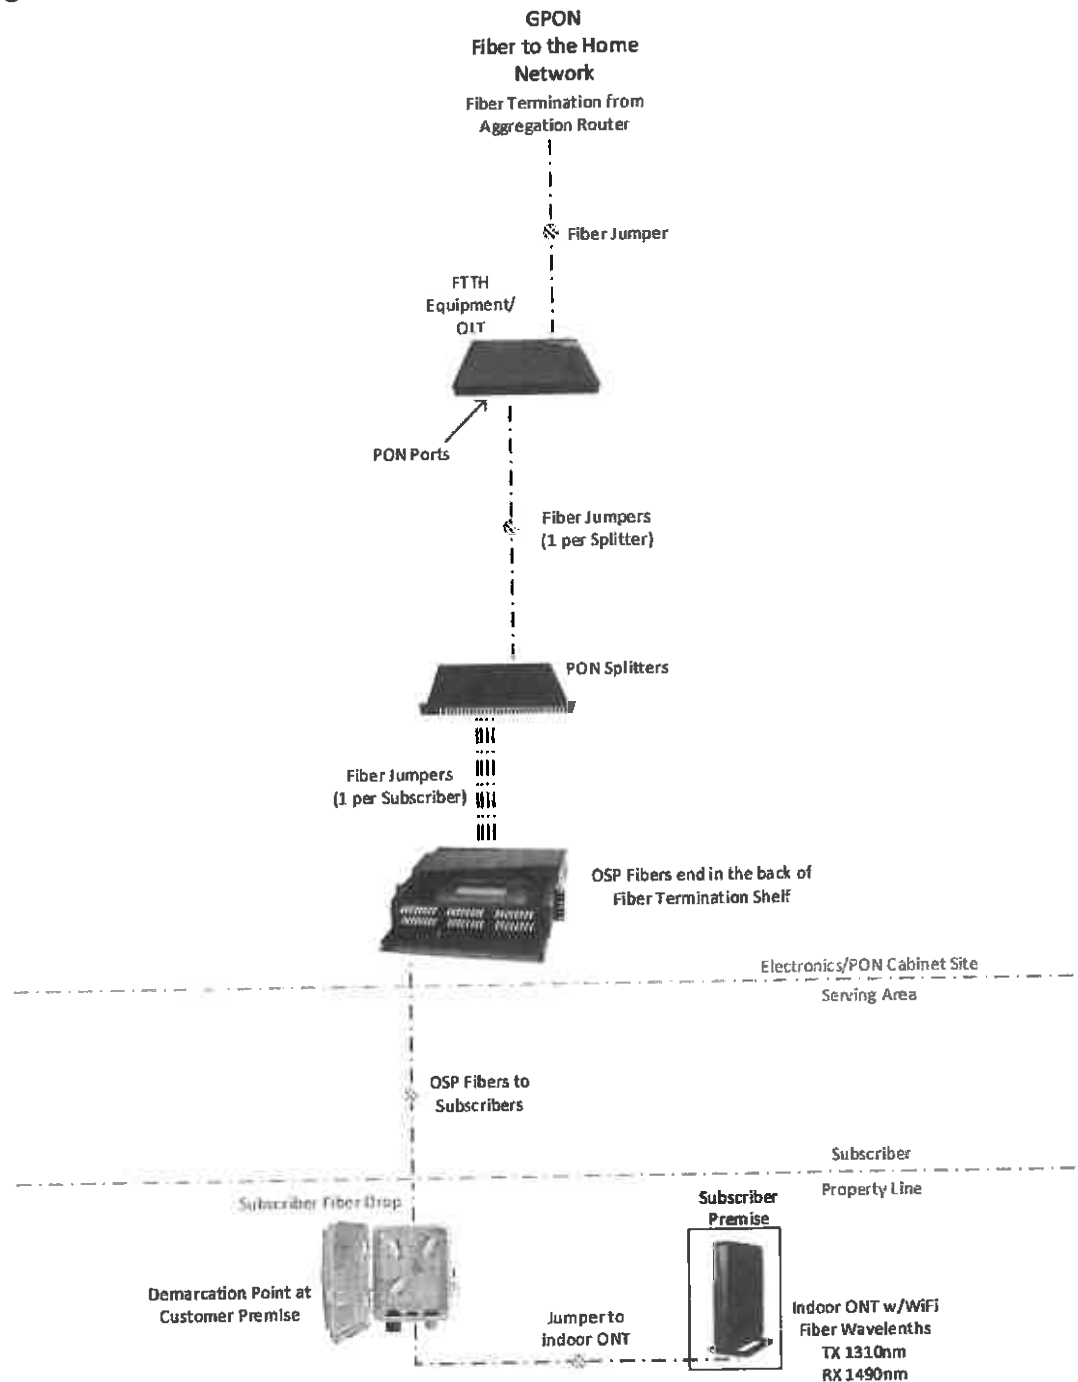 GPON
Fiber to the Home
Network
Fiber Termination from
Aggregation Router
Fiber Jumper
FTTH
Equipment/
OLT
PON Ports
Fiber Jumpers
(1 per Splitter)
PON Splitters
Fiber Jumpers
(1 per Subscriber)
OSP Fibers end in the back of
Fiber Termination Shelf
Electronics/PON Cabinet Site
Serving Area
OSP Fibers to
Subscribers
Subscriber
Property Line
Subscriber Fiber Drop
Subscriber
Premise
Demarcation Point at
Customer Premise
Jumper to
indoor ONT
Indoor ONT w/WiFi
Fiber Wavelenths
TX 1310nm
RX 1490nm